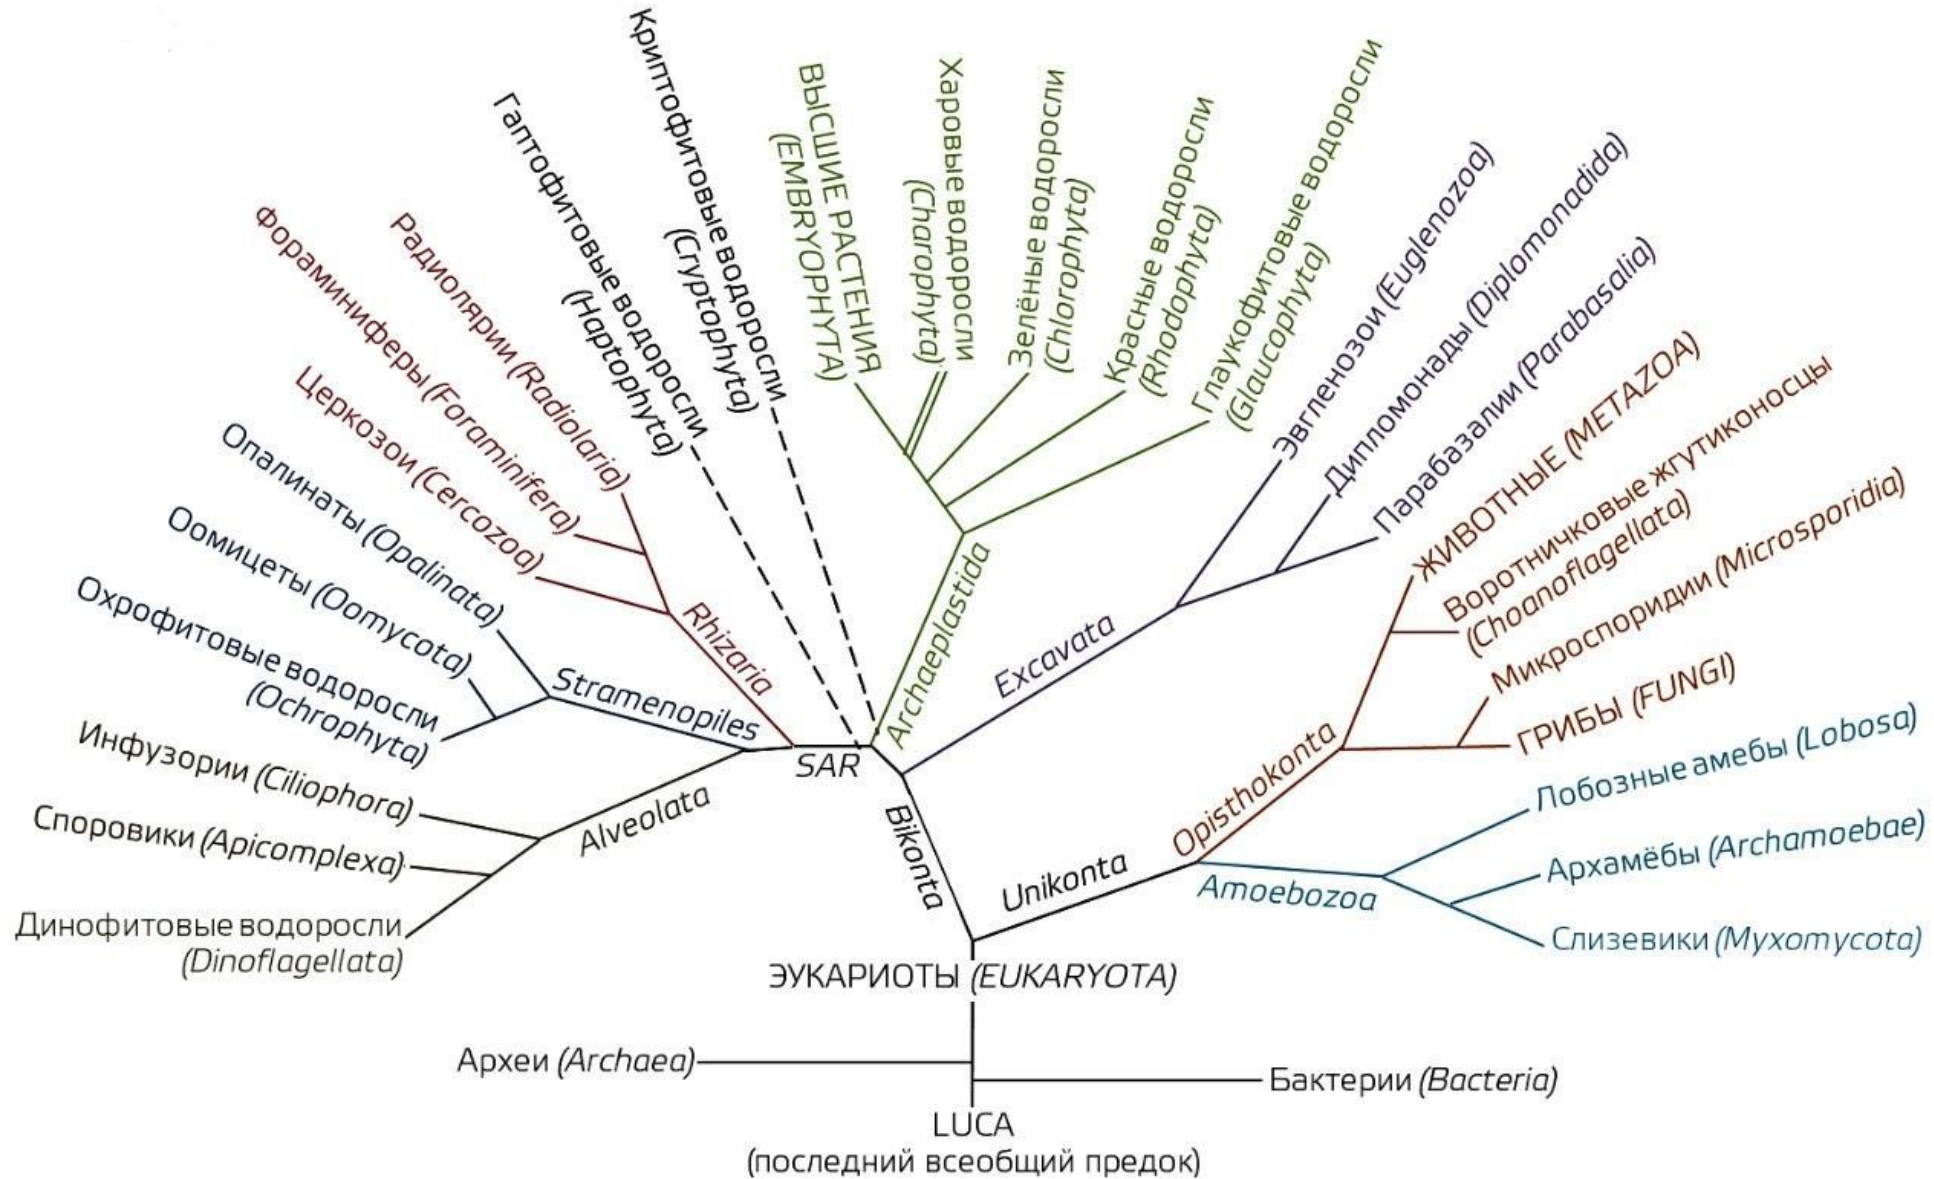 Криптофитовые водоросли
(Cryptophyta)
Гаптофитовые водоросли
(Haptophyta)
ВЫСШИЕ РАСТЕНИЯ
(EMBRYOPHYTA)
Харовые водоросли
(Charophyta)
Зелёные водоросли
(Chlorophyta)
Красные водоросли
(Rhodophyta)
Глаукофитовые водоросли
(Glaucophyta)
Эвгленозои (Euglenozoa)
Дипломонады (Diplomonadida)
Парабазалии (Parabasalia)
Радиолярии (Radiolaria)
Фораминиферы (Foraminifera)
Церкозои (Cercozoa)
Опалинаты (Opalinata)
Оомицеты (Oomycota)
Охрофитовые водоросли
(Ochrophyta)
Инфузории (Ciliophora)
Споровики (Apicomplexa)
Динофитовые водоросли
(Dinoflagellata)
ЖИВОТНЫЕ (METAZOA)
Воротничковые жгутиконосцы
(Choanoflagellata)
Микроспоридии (Microsporidia)
ГРИБЫ (FUNGI)
Лобозные амебы (Lobosa)
Архамёбы (Archamoebae)
Слизевики (Myxomycota)
Rhizaria
Stramenopiles
Alveolata
SAR
Archaeplastida
Excavata
Bikonta
Unikonta
Opisthokonta
Amoebozoa
ЭУКАРИОТЫ (EUKARYOTA)
Археи (Archaea)
Бактерии (Bacteria)
LUCA
(последний всеобщий предок)